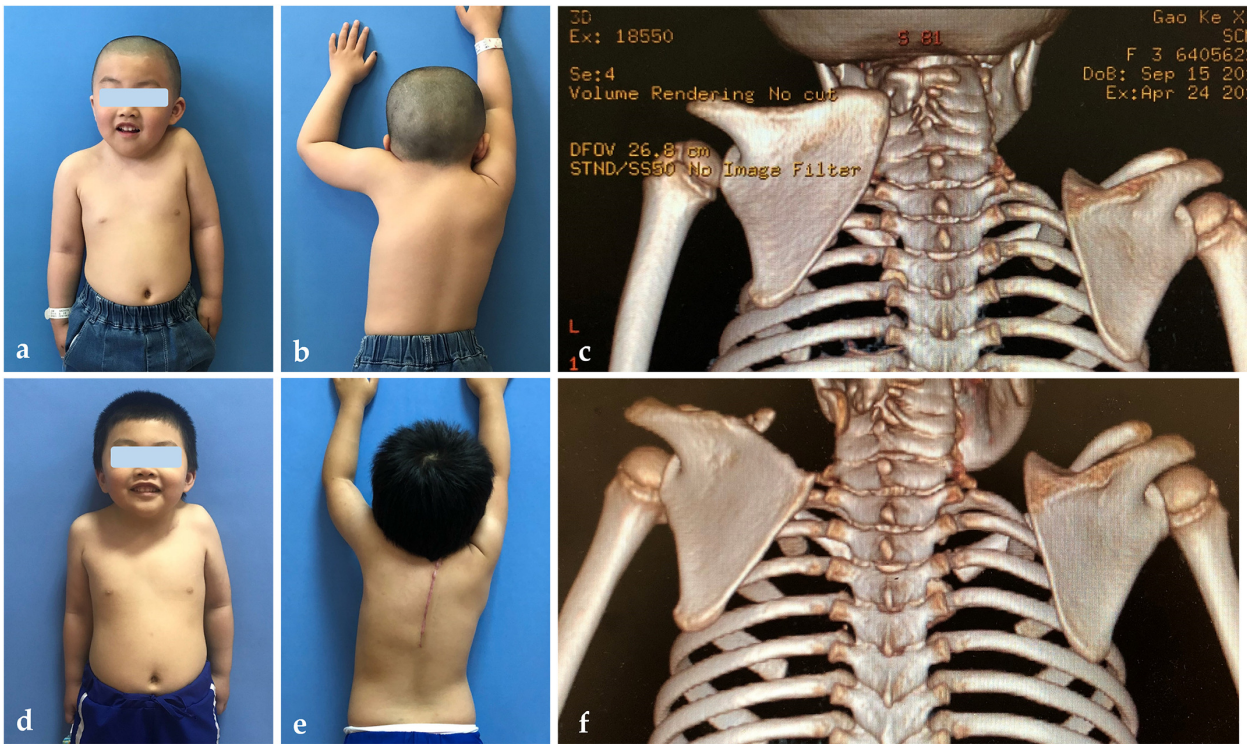 3D
Ex: 18550
Se:4
Volume Rendering No cut
DFOV 26.8 cm
STND/SS50 No Image Filter
S 81
Gao Ke X
F 3 640562
DoB: Sep 15 20
Ex:Apr 24 20
L
1
a
b
c
d
e
f